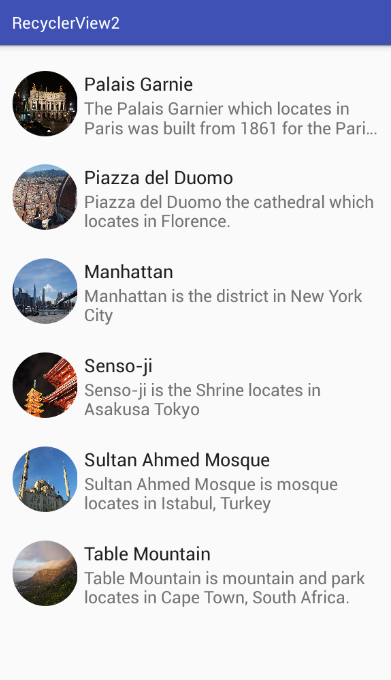 RecyclerView2
Palais Garnie
The Palais Garnier which locates in
Paris was built from 1861 for the Pari...
Piazza del Duomo
Piazza del Duomo the cathedral which
locates in Florence.
Manhattan
Manhattan is the district in New York
City
Senso-ji
Senso-ji is the Shrine locates in
Asakusa Tokyo
Sultan Ahmed Mosque
Sultan Ahmed Mosque is mosque
locates in Istabul, Turkey
Table Mountain
Table Mountain is mountain and park
locates in Cape Town, South Africa.